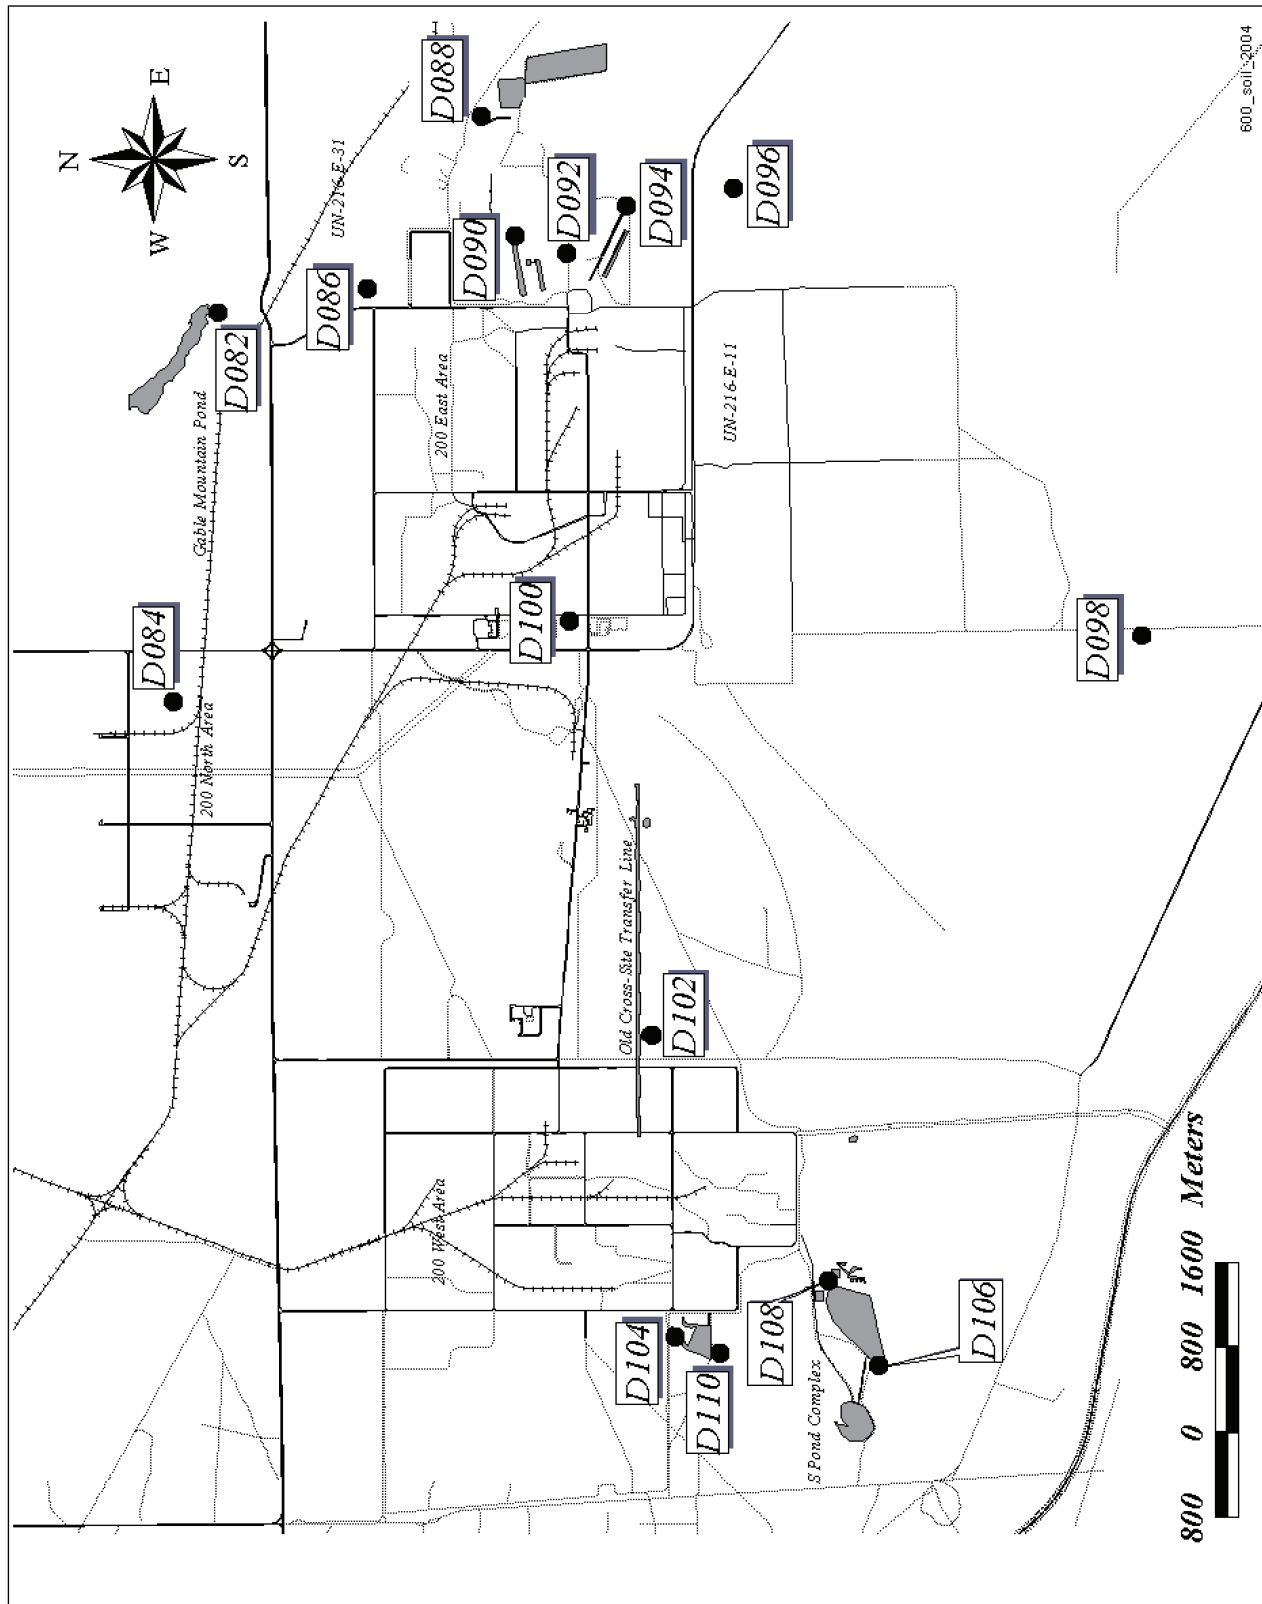 N
E
W
S
D088
UN-216-E-31
D092
D094
D096
D090
D086
D082
Gable Mountain Pond
200 East Area
UN-216-E-11
D084
200 North Area
D100
D098
Old Cross-Site Transfer Line
D102
200 West Area
D104
D110
D108
D106
S Pond Complex
800 0 800 1600 Meters
600_soil_2004